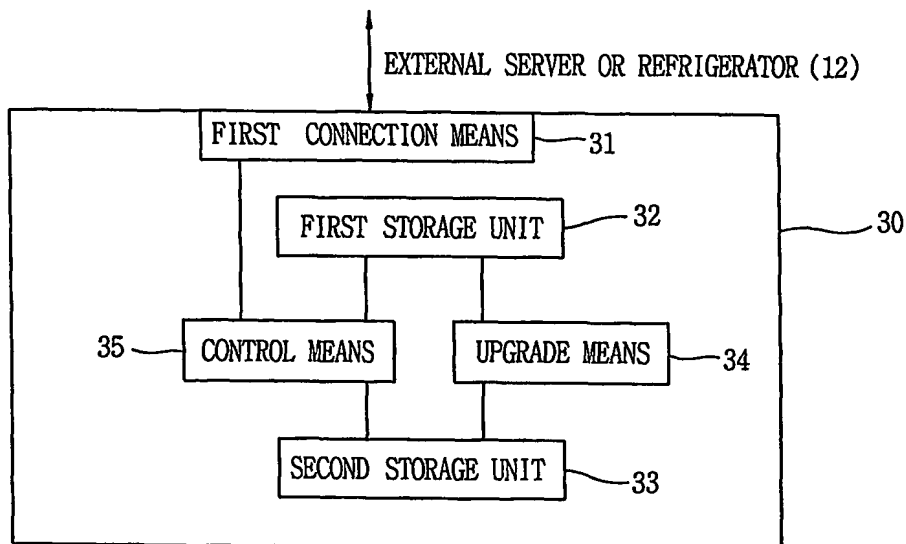 EXTERNAL SERVER OR REFRIGERATOR (12)
FIRST CONNECTION MEANS
31
FIRST STORAGE UNIT
32
30
35
CONTROL MEANS
UPGRADE MEANS
34
SECOND STORAGE UNIT
33